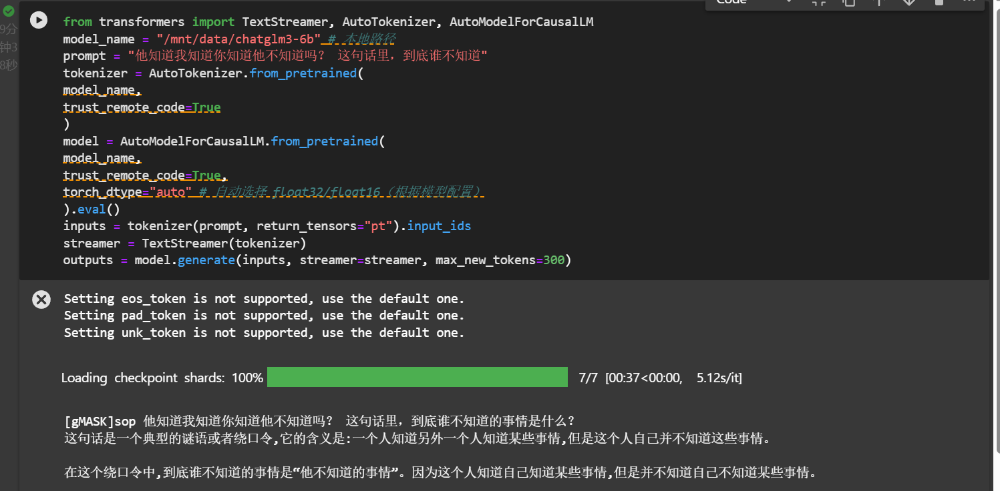 Code
9分
钟3
8秒
from transformers import TextStreamer, AutoTokenizer, AutoModelForCausalLM
model_name = "/mnt/data/chatglm3-6b" # 本地路径
prompt = "他知道我知道你知道他不知道吗？ 这句话里，到底谁不知道"
tokenizer = AutoTokenizer.from_pretrained(
model_name,
trust_remote_code=True
)
model = AutoModelForCausalLM.from_pretrained(
model_name,
trust_remote_code=True,
torch_dtype="auto" # 自动选择 float32/float16（根据模型配置）
).eval()
inputs = tokenizer(prompt, return_tensors="pt").input_ids
streamer = TextStreamer(tokenizer)
outputs = model.generate(inputs, streamer=streamer, max_new_tokens=300)
Setting eos_token is not supported, use the default one.
Setting pad_token is not supported, use the default one.
Setting unk_token is not supported, use the default one.
Loading checkpoint shards: 100% 7/7 [00:37<00:00, 5.12s/it]
[gMASK]sop 他知道我知道你知道他不知道吗？ 这句话里，到底谁不知道的事情是什么？
这句话是一个典型的谜语或者绕口令,它的含义是:一个人知道另外一个人知道某些事情,但是这个人自己并不知道这些事情。
在这个绕口令中,到底谁不知道的事情是“他不知道的事情”。因为这个人知道自己知道某些事情,但是并不知道自己不知道某些事情。